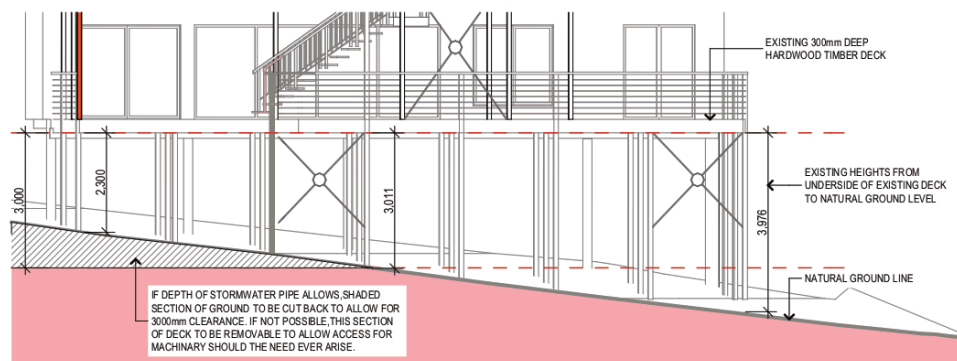 EXISTING 300mm DEEP
HARDWOOD TIMBER DECK
3,000
2,300
3,011
3,976
EXISTING HEIGHTS FROM
UNDERSIDE OF EXISTING DECK
TO NATURAL GROUND LEVEL
NATURAL GROUND LINE
IF DEPTH OF STORMWATER PIPE ALLOWS,SHADED
SECTION OF GROUND TO BE CUT BACK TO ALLOW FOR
3000mm CLEARANCE. IF NOT POSSIBLE,THIS SECTION
OF DECK TO BE REMOVABLE TO ALLOW ACCESS FOR
MACHINARY SHOULD THE NEED EVER ARISE.